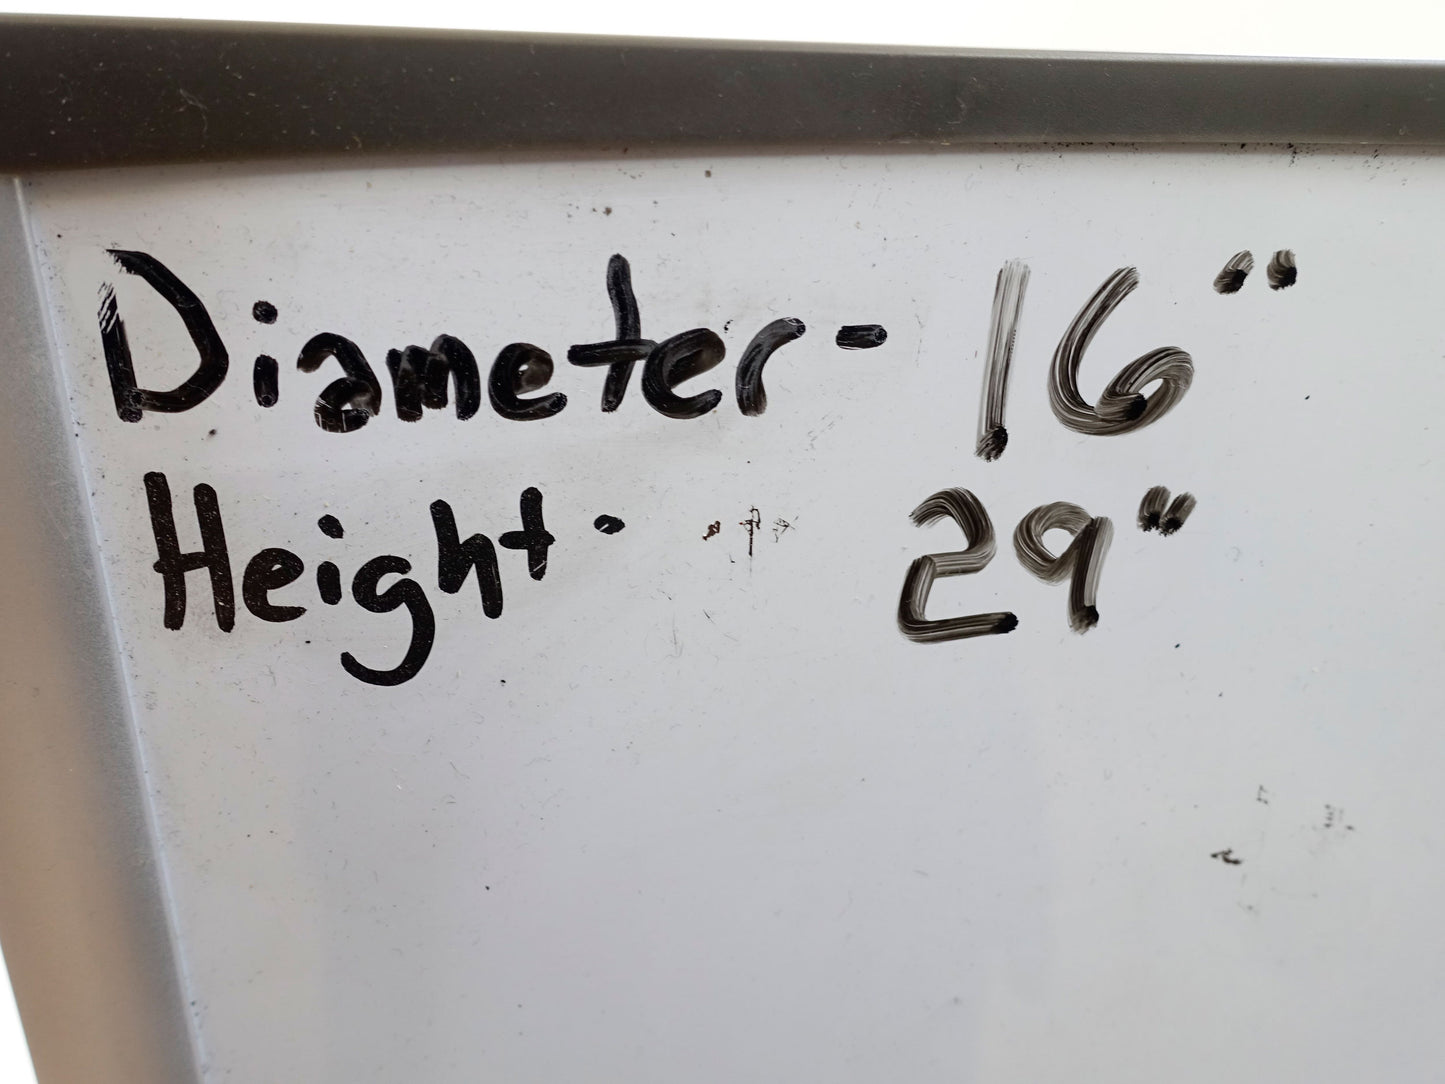 Diameter - 16"
Height - 29"